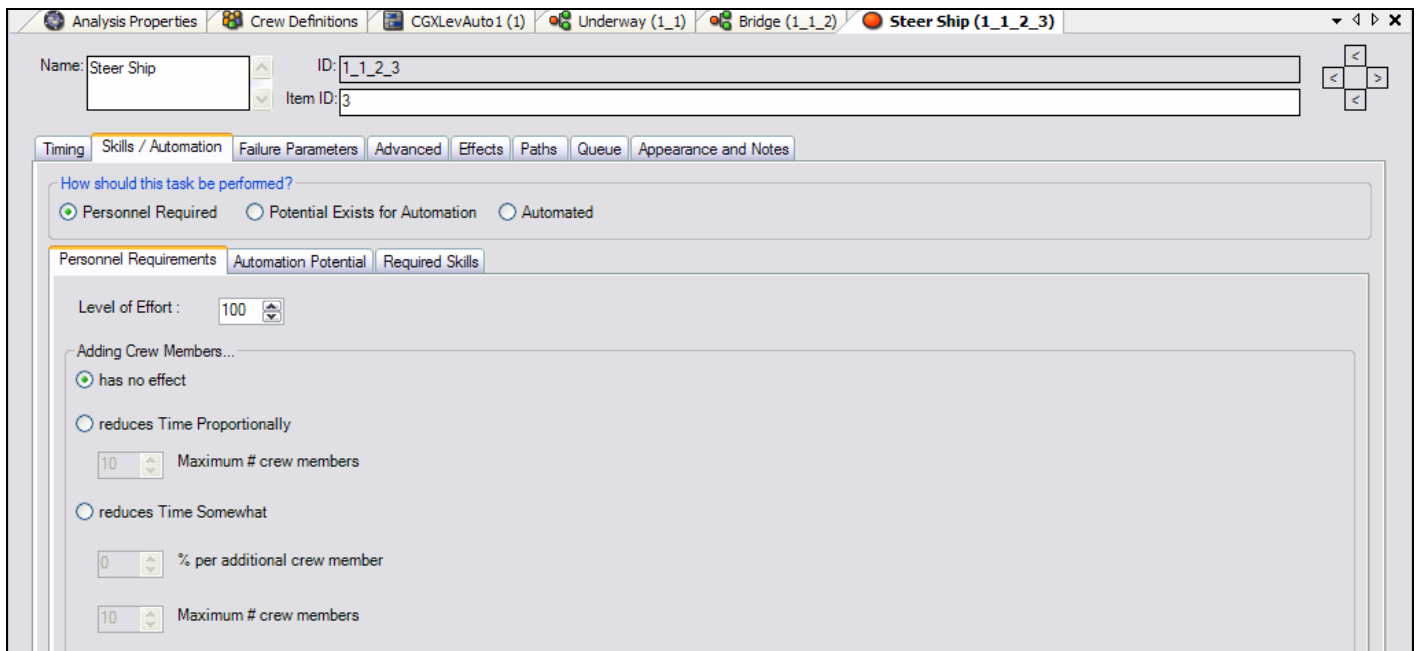 Analysis Properties Crew Definitions CGXLevAuto1 (1) Underway (1_1) Bridge (1_1_2) Steer Ship (1_1_2_3)
Name: Steer Ship ID: 1_1_2_3
Item ID: 3
Timing Skills / Automation Failure Parameters Advanced Effects Paths Queue Appearance and Notes
How should this task be performed?
Personnel Required Potential Exists for Automation Automated
Personnel Requirements Automation Potential Required Skills
Level of Effort : 100
Adding Crew Members...
has no effect
reduces Time Proportionally
10 Maximum # crew members
reduces Time Somewhat
0 % per additional crew member
10 Maximum # crew members